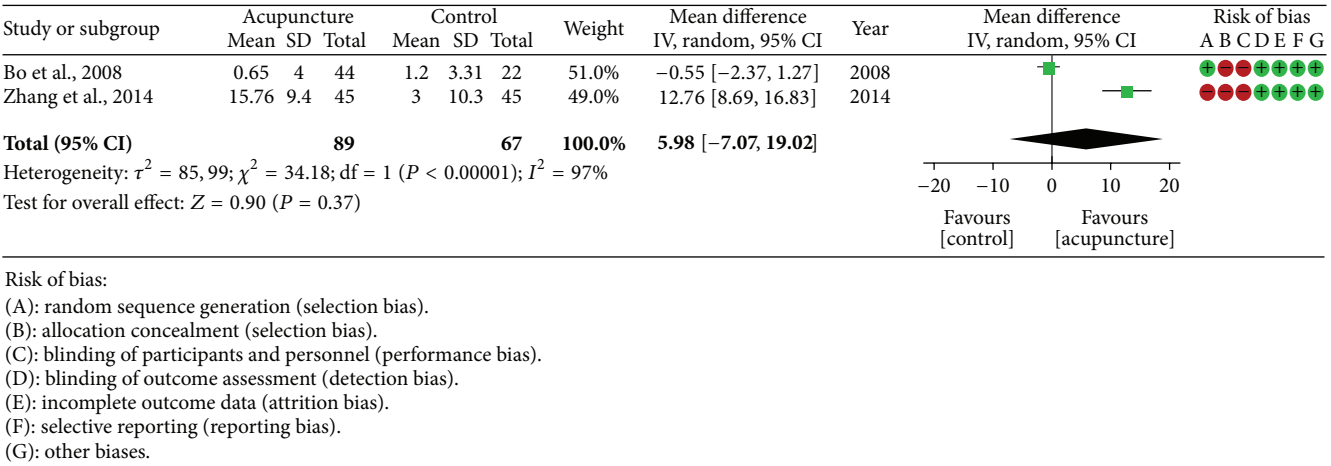 Study or subgroup Acupuncture Control Weight Mean difference Year Mean difference Risk of bias
Mean SD Total Mean SD Total IV, random, 95% CI IV, random, 95% CI A B C D E F G
Bo et al., 2008 0.65 4 44 1.2 3.31 22 51.0% −0.55 [−2.37, 1.27] 2008 + − − + + + +
Zhang et al., 2014 15.76 9.4 45 3 10.3 45 49.0% 12.76 [8.69, 16.83] 2014 − − − + + + +
Total (95% CI) 89 67 100.0% 5.98 [−7.07, 19.02]
Heterogeneity: τ² = 85, 99; χ² = 34.18; df = 1 (P < 0.00001); I² = 97%
Test for overall effect: Z = 0.90 (P = 0.37)
−20 −10 0 10 20
Favours Favours
[control] [acupuncture]
Risk of bias:
(A): random sequence generation (selection bias).
(B): allocation concealment (selection bias).
(C): blinding of participants and personnel (performance bias).
(D): blinding of outcome assessment (detection bias).
(E): incomplete outcome data (attrition bias).
(F): selective reporting (reporting bias).
(G): other biases.